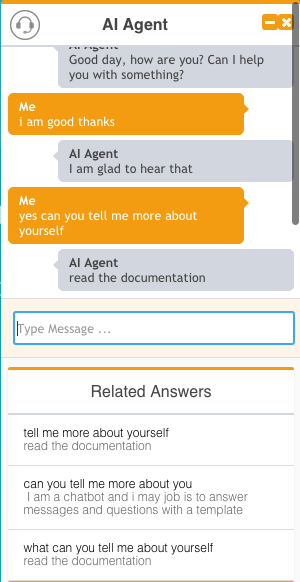 AI Agent
AI Agent
Good day, how are you? Can I help
you with something?
Me
i am good thanks
AI Agent
I am glad to hear that
Me
yes can you tell me more about
yourself
AI Agent
read the documentation
Type Message ...
Related Answers
tell me more about yourself
read the documentation
can you tell me more about you
I am a chatbot and i may job is to answer
messages and questions with a template
what can you tell me about yourself
read the documentation